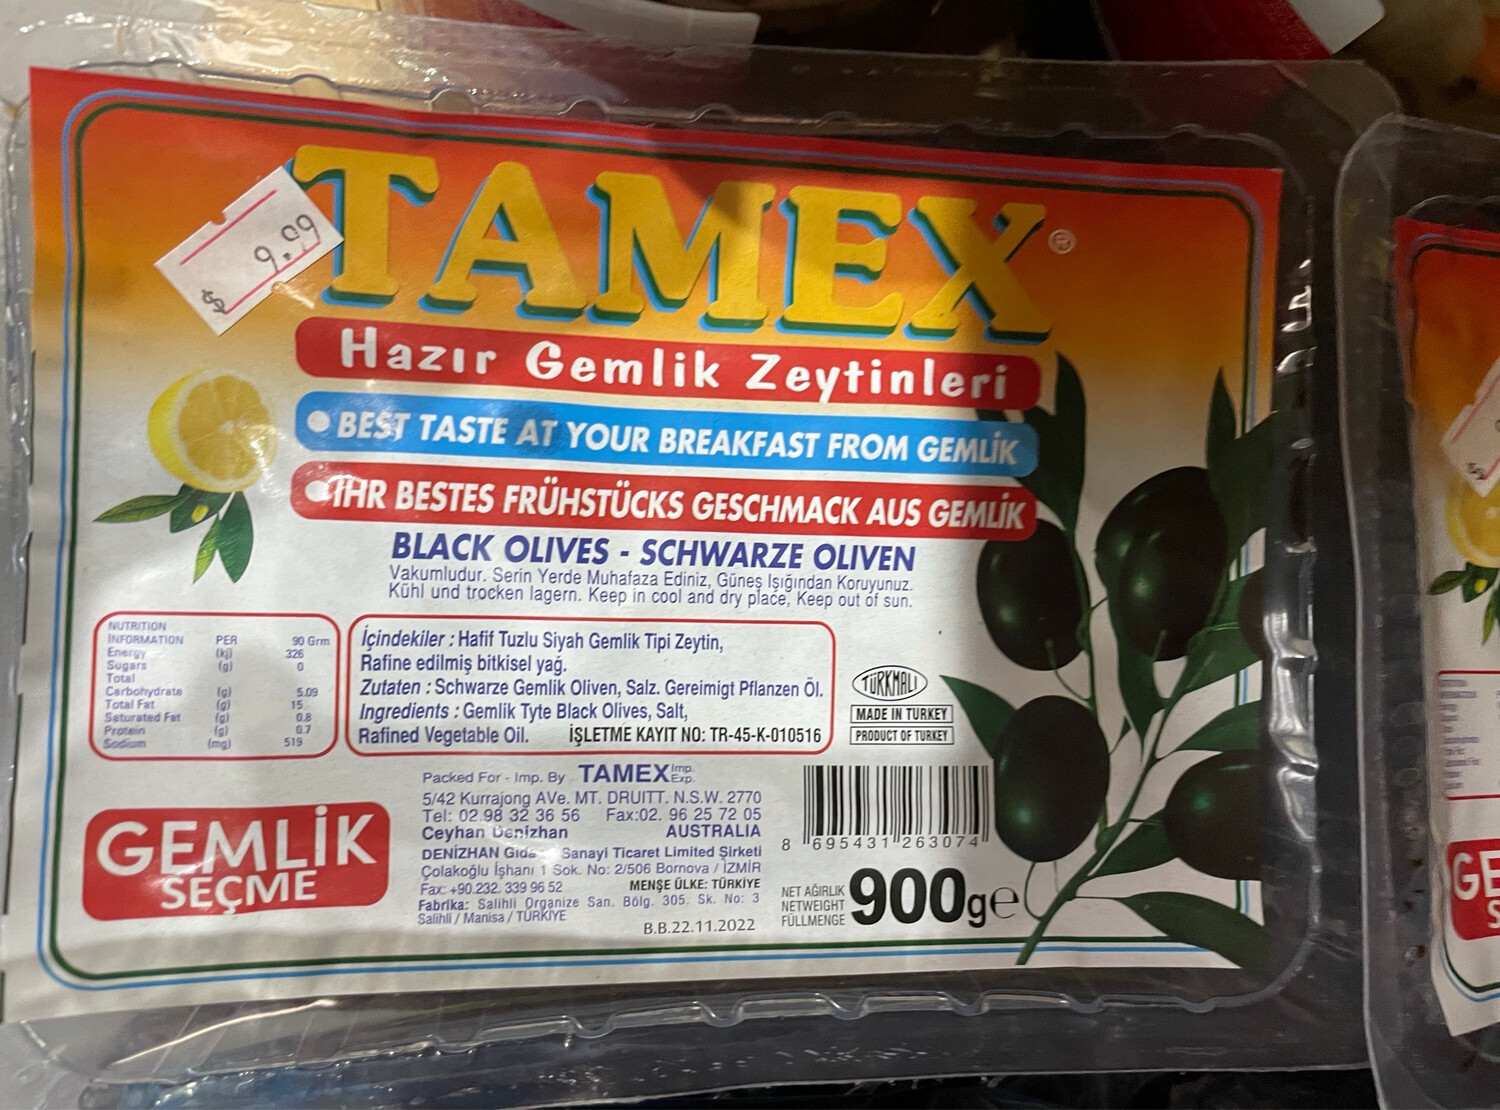 TAMEX®
$ 9.99
Hazır Gemlik Zeytinleri
BEST TASTE AT YOUR BREAKFAST FROM GEMLİK
IHR BESTES FRÜHSTÜCKS GESCHMACK AUS GEMLİK
BLACK OLIVES - SCHWARZE OLIVEN
Vakumludur. Serin Yerde Muhafaza Ediniz, Güneş Işığından Koruyunuz.
Kühl und trocken lagern. Keep in cool and dry place, Keep out of sun.
NUTRITION
INFORMATION PER 90 Grm
Energy (kj) 326
Sugars (g) 0
Total
Carbohydrate (g) 5.09
Total Fat (g) 15
Saturated Fat (g) 0.8
Protein (g) 0.7
Sodium (mg) 519
İçindekiler : Hafif Tuzlu Siyah Gemlik Tipi Zeytin,
Rafine edilmiş bitkisel yağ.
Zutaten : Schwarze Gemlik Oliven, Salz. Gereimigt Pflanzen Öl.
Ingredients : Gemlik Tyte Black Olives, Salt,
Rafined Vegetable Oil. İŞLETME KAYIT NO: TR-45-K-010516
TÜRKMALI
MADE IN TURKEY
PRODUCT OF TURKEY
Packed For - Imp. By TAMEX Imp. Exp.
5/42 Kurrajong AVe. MT. DRUITT. N.S.W. 2770
Tel: 02.98 32 36 56 Fax:02. 96 25 72 05
Ceyhan Denizhan AUSTRALIA
DENİZHAN Gıda Sanayi Ticaret Limited Şirketi
Çolakoğlu İşhanı 1 Sok. No: 2/506 Bornova / İZMİR
Fax: +90.232. 339 96 52 MENŞE ÜLKE: TÜRKİYE
Fabrika: Salihli Organize San. Bölg. 305. Sk. No: 3
Salihli / Manisa / TÜRKİYE
B.B.22.11.2022
GEMLİK
SEÇME
8 695431 263074
NET AĞIRLIK
NETWEIGHT
FÜLLMENGE
900g e
GE
S